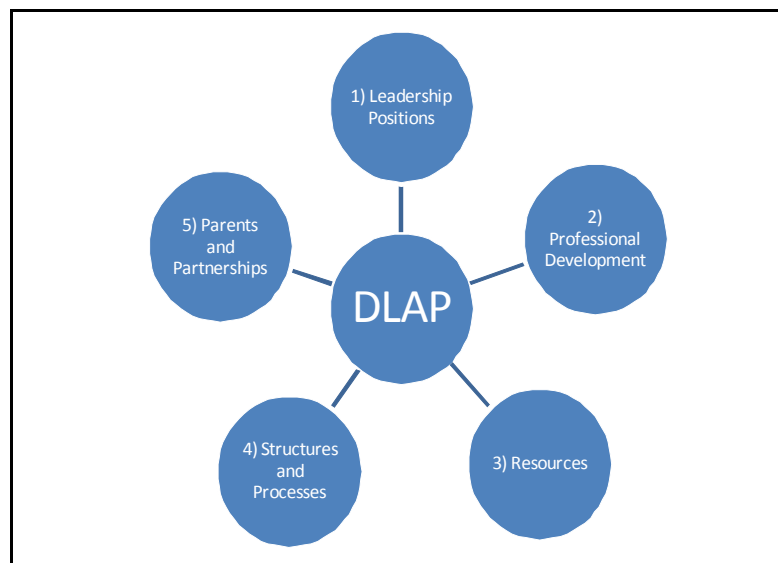 1) Leadership
Positions
2)
Professional
Development
3) Resources
4) Structures
and
Processes
5) Parents
and
Partnerships
DLAP